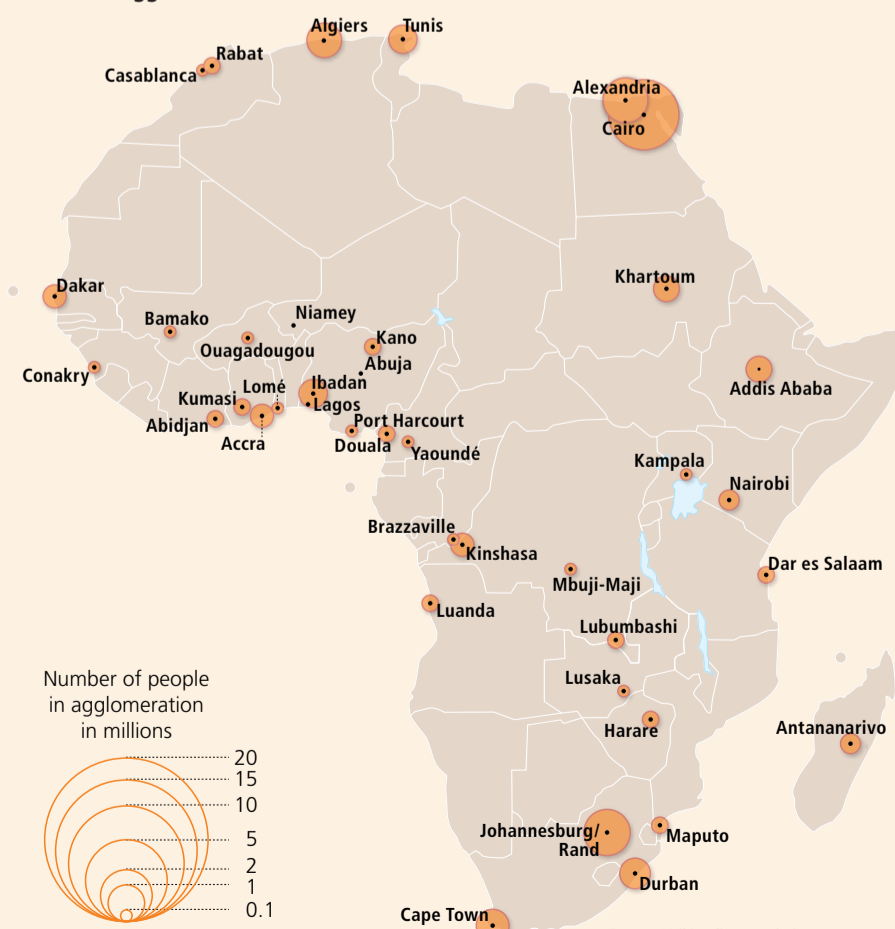 Algiers
Tunis
Rabat
Casablanca
Alexandria
Cairo
Khartoum
Dakar
Bamako
Niamey
Ouagadougou
Kano
Abuja
Conakry
Kumasi
Lomé
Ibadan
Lagos
Addis Ababa
Abidjan
Accra
Port Harcourt
Douala
Yaoundé
Kampala
Nairobi
Brazzaville
Kinshasa
Mbuji-Maji
Dar es Salaam
Luanda
Lubumbashi
Lusaka
Harare
Antananarivo
Johannesburg/
Rand
Maputo
Durban
Cape Town
Number of people
in agglomeration
in millions
20
15
10
5
2
1
0.1